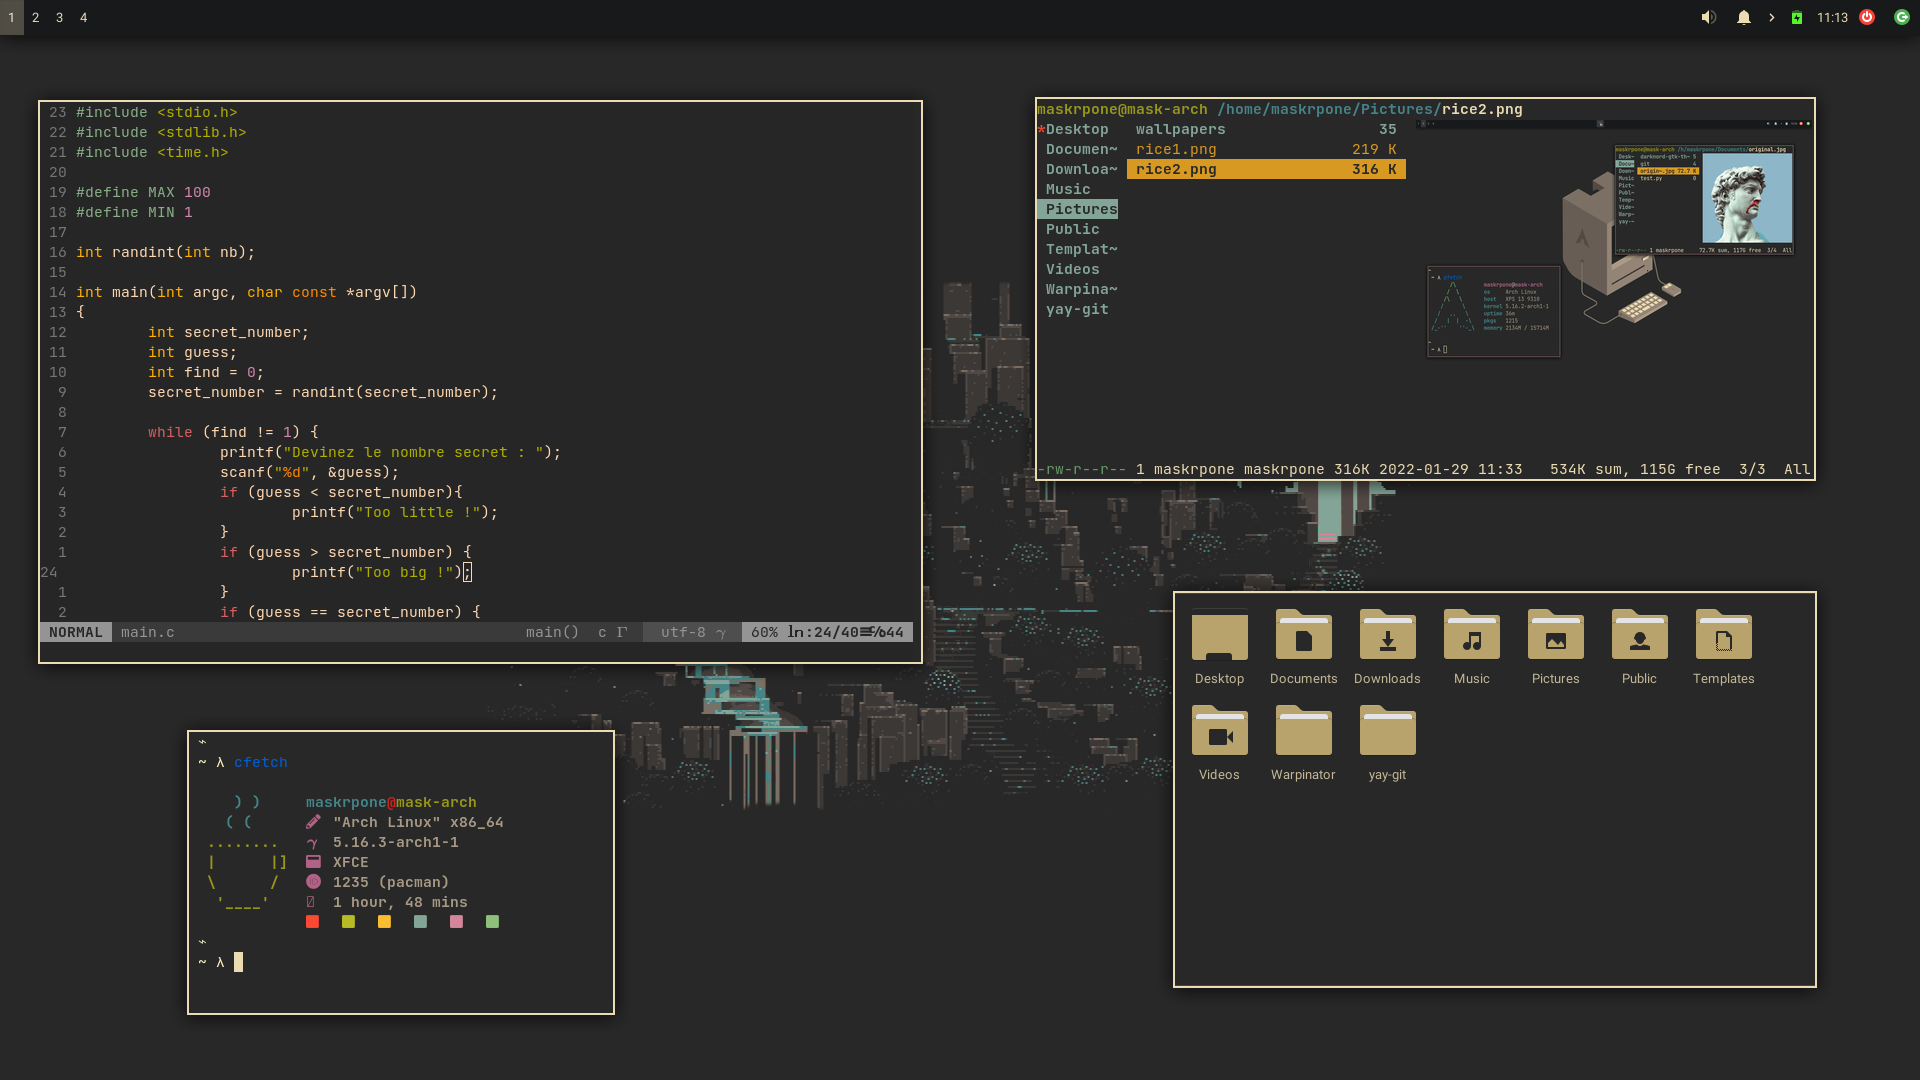 1 2 3 4
11:13
23 #include <stdio.h>
22 #include <stdlib.h>
21 #include <time.h>
20
19 #define MAX 100
18 #define MIN 1
17
16 int randint(int nb);
15
14 int main(int argc, char const *argv[])
13 {
12 int secret_number;
11 int guess;
10 int find = 0;
9 secret_number = randint(secret_number);
8
7 while (find != 1) {
6 printf("Devinez le nombre secret : ");
5 scanf("%d", &guess);
4 if (guess < secret_number){
3 printf("Too little !");
2 }
1 if (guess > secret_number) {
24 printf("Too big !");
1 }
2 if (guess == secret_number) {
NORMAL main.c main() c Γ utf-8 60% ln:24/40
maskrpone@mask-arch /home/maskrpone/Pictures/rice2.png
*Desktop wallpapers 35
Documen~ rice1.png 219 K
Downloa~ rice2.png 316 K
Music
Pictures
Public
Templat~
Videos
Warpina~
yay-git
-rw-r--r-- 1 maskrpone maskrpone 316K 2022-01-29 11:33 534K sum, 115G free 3/3 All
~ λ cfetch
) )
( (
........
| |]
\ /
'____'
maskrpone@mask-arch
"Arch Linux" x86_64
5.16.3-arch1-1
XFCE
1235 (pacman)
1 hour, 48 mins
~ λ
Desktop Documents Downloads Music Pictures Public Templates
Videos Warpinator yay-git